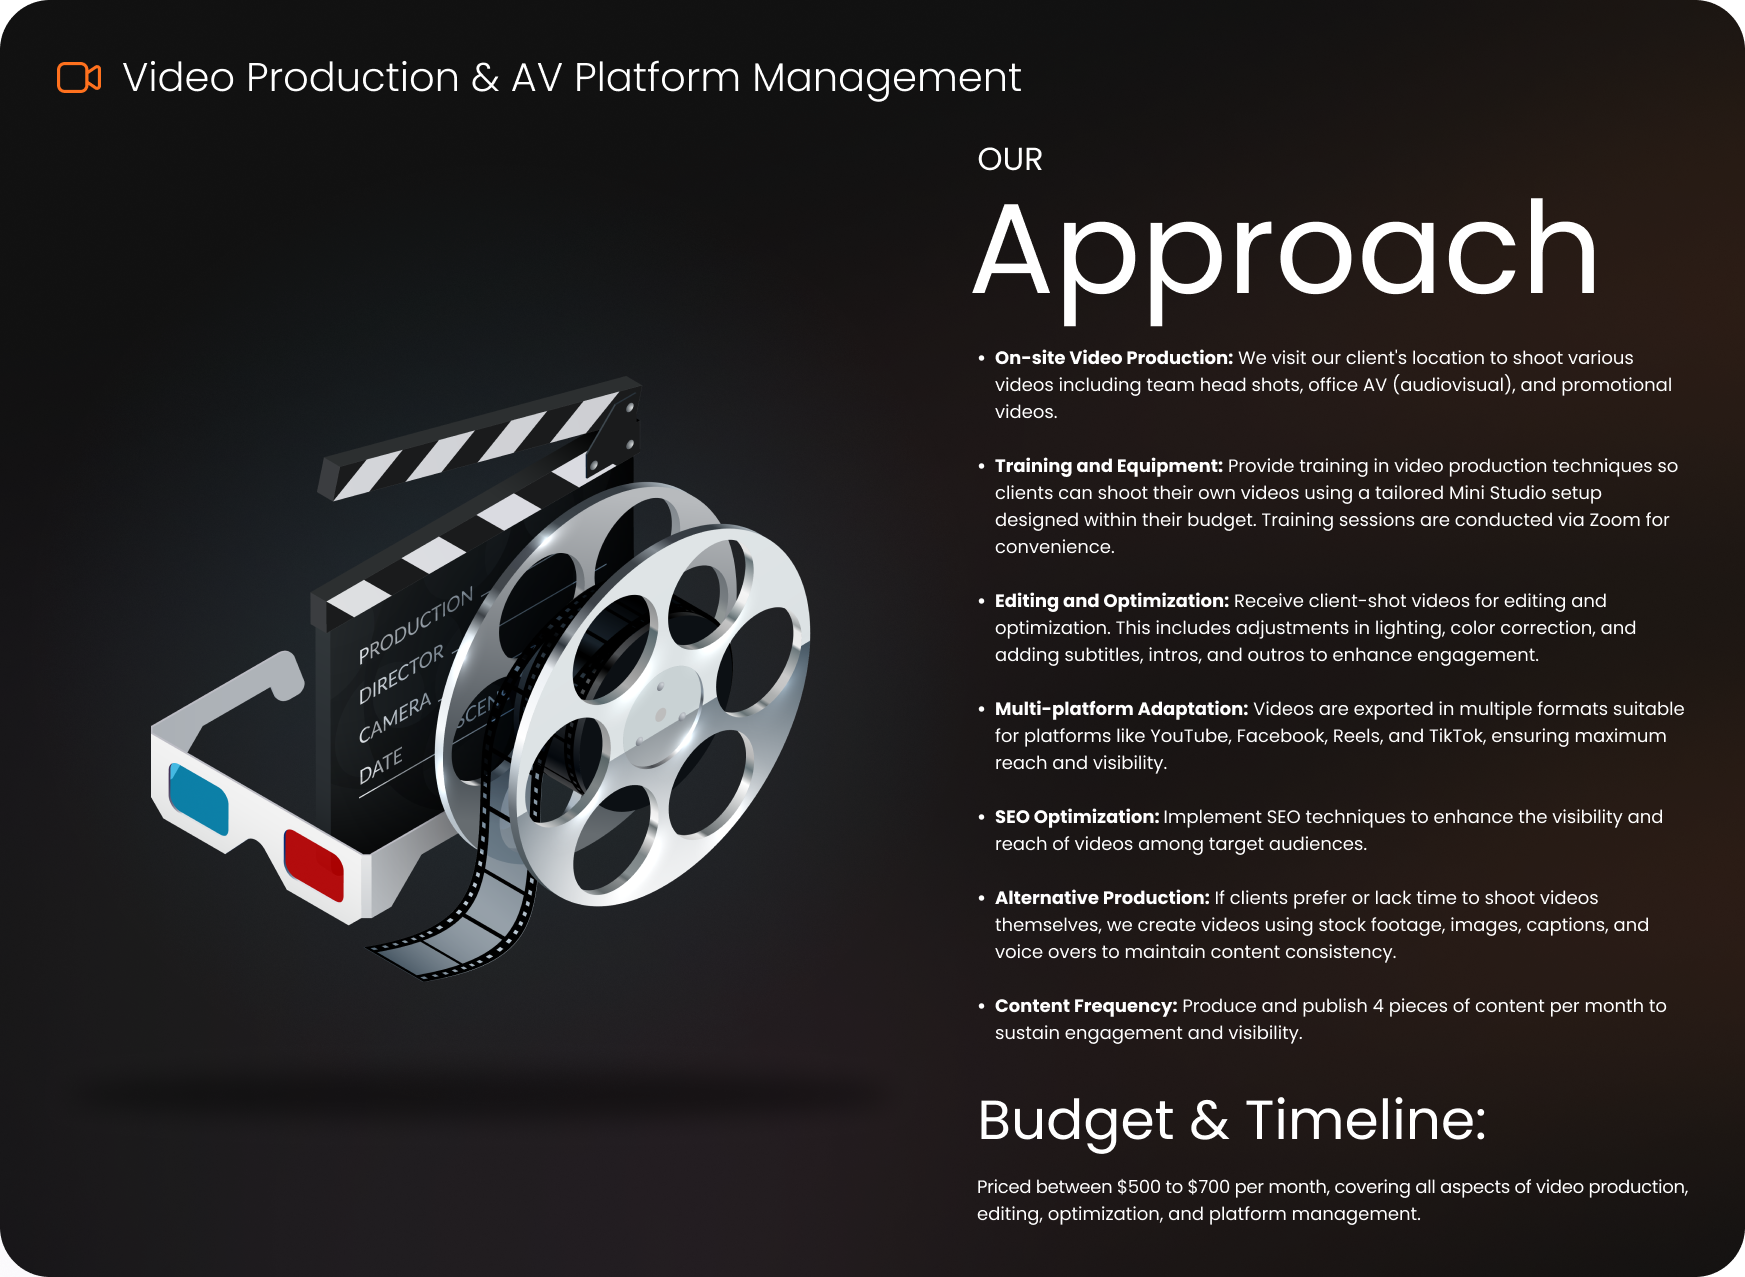 Video Production & AV Platform Management
OUR
Approach
• On-site Video Production: We visit our client's location to shoot various
videos including team head shots, office AV (audiovisual), and promotional
videos.
• Training and Equipment: Provide training in video production techniques so
clients can shoot their own videos using a tailored Mini Studio setup
designed within their budget. Training sessions are conducted via Zoom for
convenience.
• Editing and Optimization: Receive client-shot videos for editing and
optimization. This includes adjustments in lighting, color correction, and
adding subtitles, intros, and outros to enhance engagement.
• Multi-platform Adaptation: Videos are exported in multiple formats suitable
for platforms like YouTube, Facebook, Reels, and TikTok, ensuring maximum
reach and visibility.
• SEO Optimization: Implement SEO techniques to enhance the visibility and
reach of videos among target audiences.
• Alternative Production: If clients prefer or lack time to shoot videos
themselves, we create videos using stock footage, images, captions, and
voice overs to maintain content consistency.
• Content Frequency: Produce and publish 4 pieces of content per month to
sustain engagement and visibility.
Budget & Timeline:
Priced between $500 to $700 per month, covering all aspects of video production,
editing, optimization, and platform management.
PRODUCTION
DIRECTOR
CAMERA
DATE